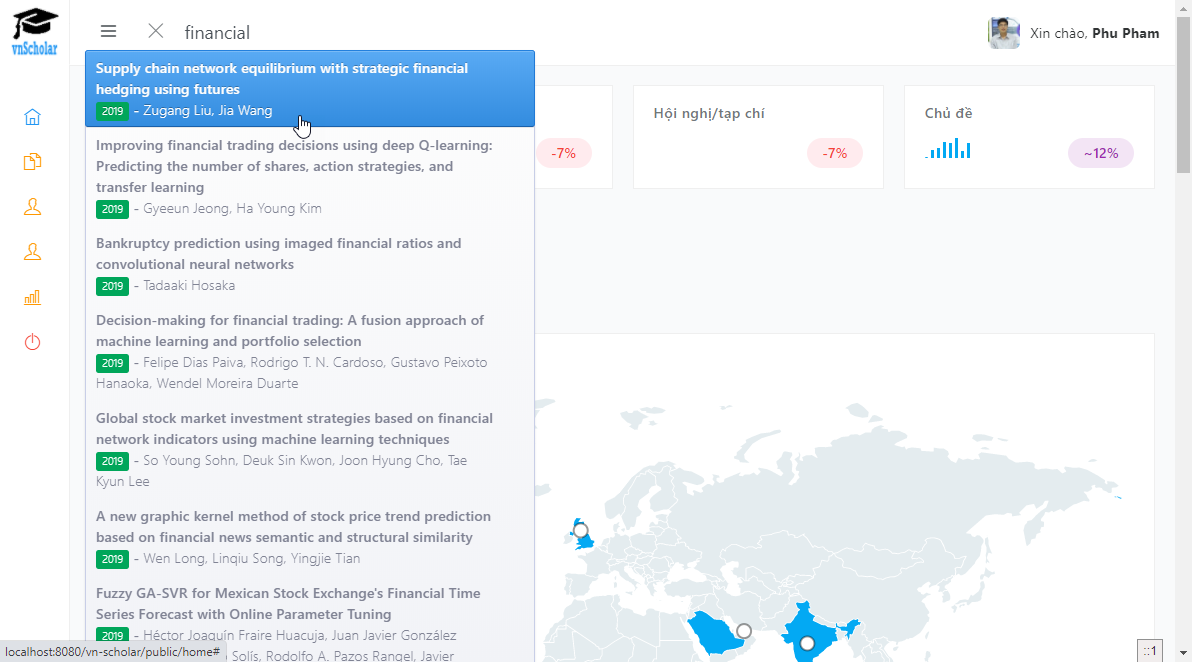 vnScholar
financial
Xin chào, Phu Pham
Supply chain network equilibrium with strategic financial
hedging using futures
2019 - Zugang Liu, Jia Wang
Improving financial trading decisions using deep Q-learning:
Predicting the number of shares, action strategies, and
transfer learning
2019 - Gyeeun Jeong, Ha Young Kim
Bankruptcy prediction using imaged financial ratios and
convolutional neural networks
2019 - Tadaaki Hosaka
Decision-making for financial trading: A fusion approach of
machine learning and portfolio selection
2019 - Felipe Dias Paiva, Rodrigo T. N. Cardoso, Gustavo Peixoto
Hanaoka, Wendel Moreira Duarte
Global stock market investment strategies based on financial
network indicators using machine learning techniques
2019 - So Young Sohn, Deuk Sin Kwon, Joon Hyung Cho, Tae
Kyun Lee
A new graphic kernel method of stock price trend prediction
based on financial news semantic and structural similarity
2019 - Wen Long, Linqiu Song, Yingjie Tian
Fuzzy GA-SVR for Mexican Stock Exchange's Financial Time
Series Forecast with Online Parameter Tuning
2019 - Héctor Joaquín Fraire Huacuja, Juan Javier González
Solís, Rodolfo A. Pazos Rangel, Javier
-7%
Hội nghị/tạp chí
-7%
Chủ đề
~12%
localhost:8080/vn-scholar/public/home#
::1